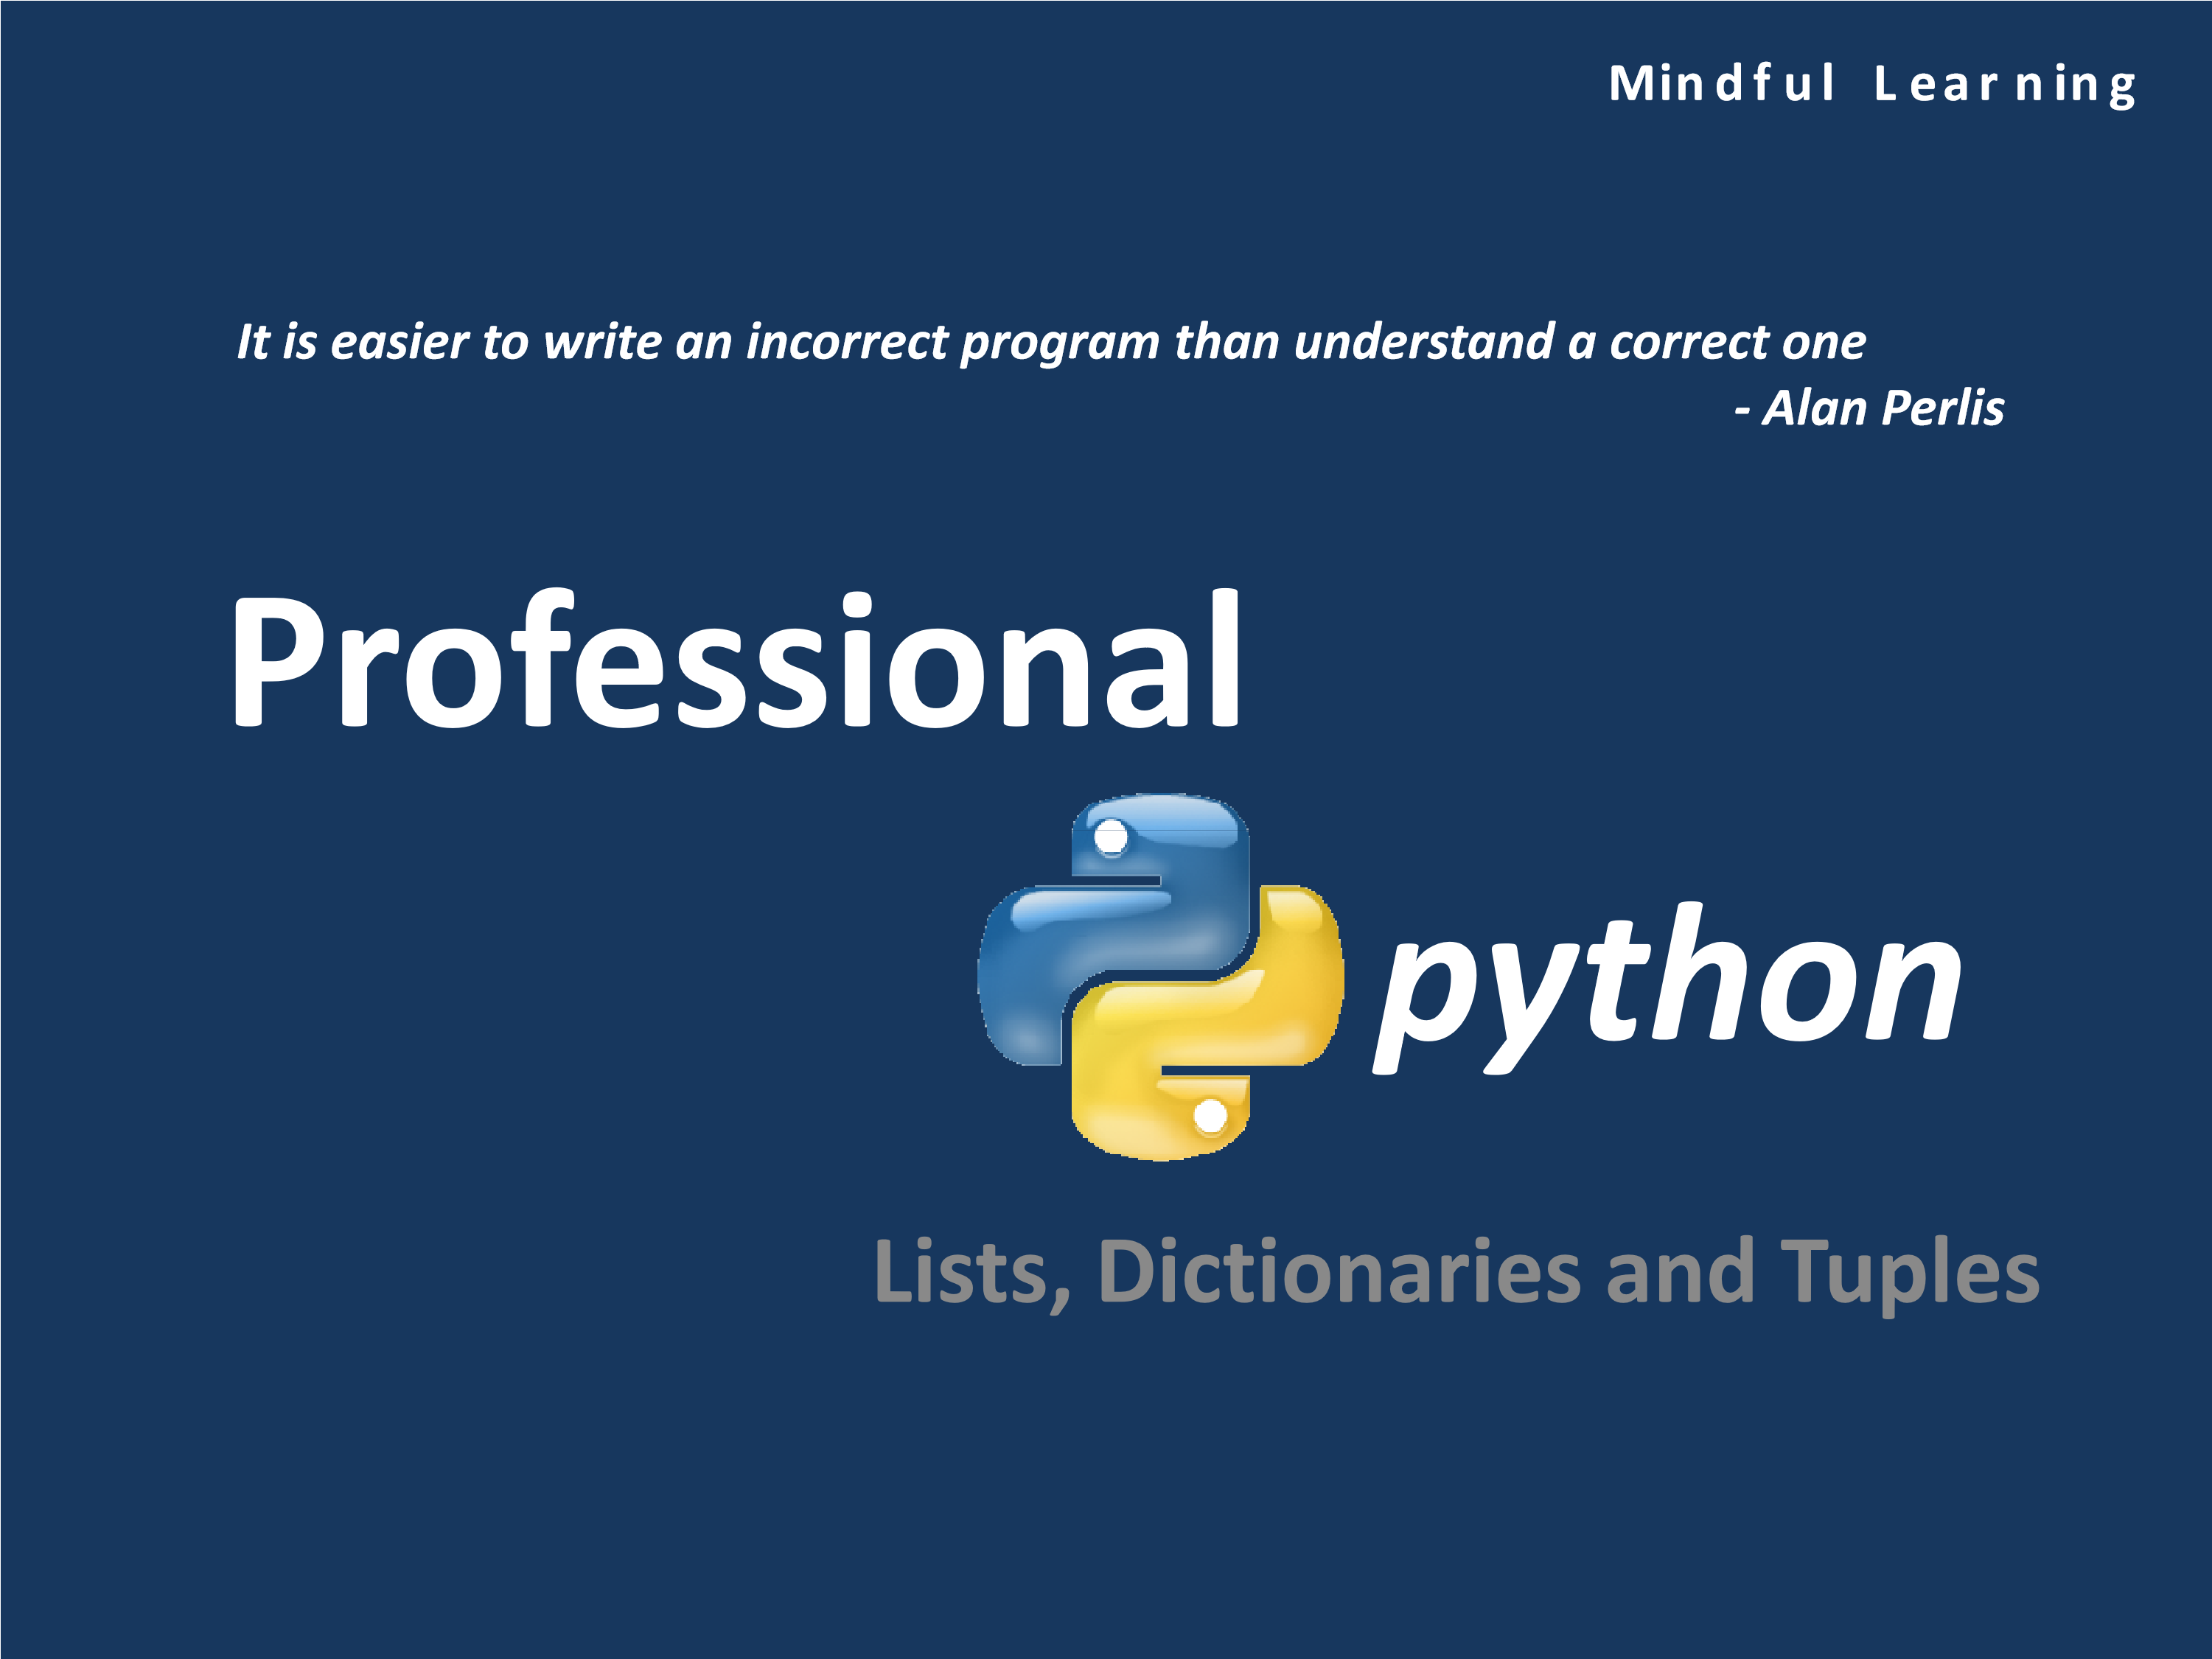 Mindful Learning
It is easier to write an incorrect program than understand a correct one
- Alan Perlis
Professional
python
Lists, Dictionaries and Tuples